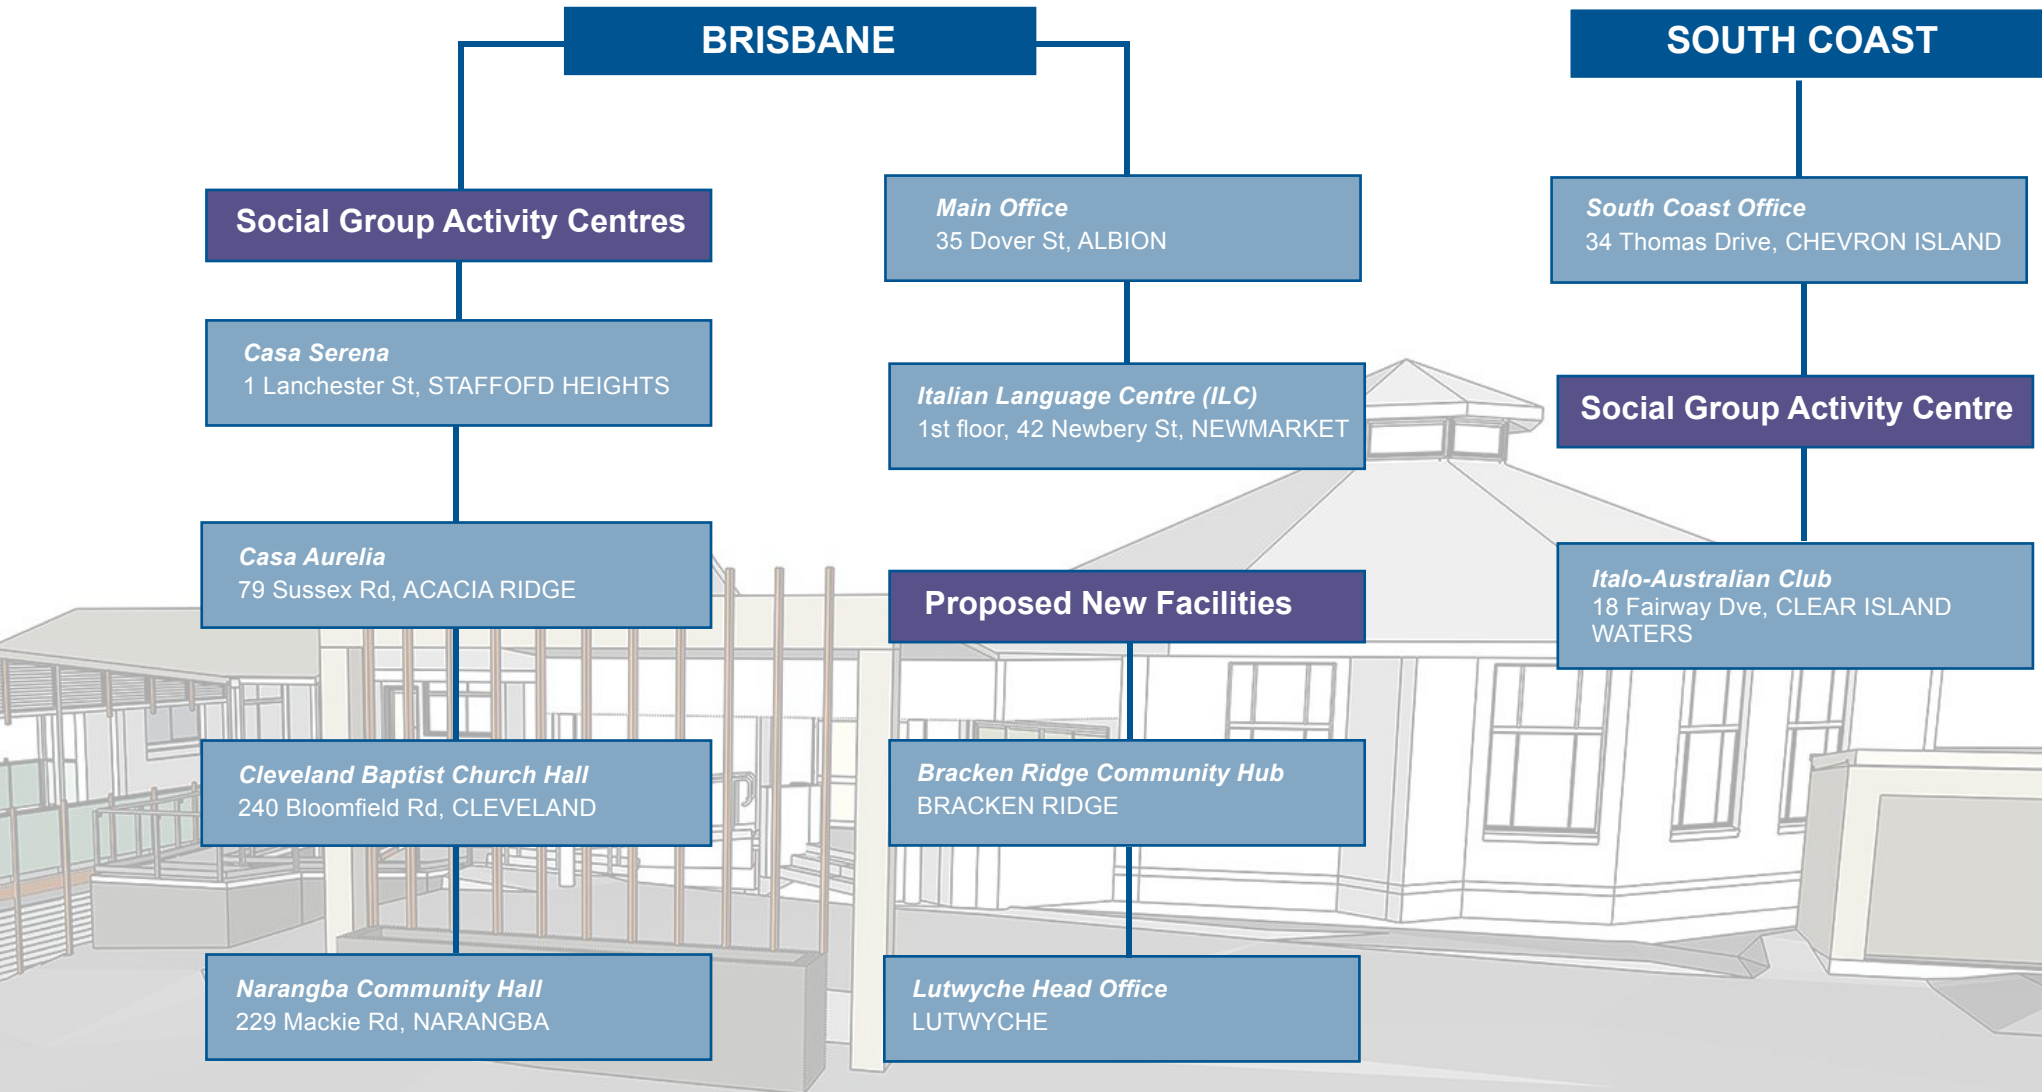 BRISBANE
Social Group Activity Centres
Casa Serena
1 Lanchester St, STAFFOFD HEIGHTS
Casa Aurelia
79 Sussex Rd, ACACIA RIDGE
Cleveland Baptist Church Hall
240 Bloomfield Rd, CLEVELAND
Narangba Community Hall
229 Mackie Rd, NARANGBA
Main Office
35 Dover St, ALBION
Italian Language Centre (ILC)
1st floor, 42 Newbery St, NEWMARKET
Proposed New Facilities
Bracken Ridge Community Hub
BRACKEN RIDGE
Lutwyche Head Office
LUTWYCHE
SOUTH COAST
South Coast Office
34 Thomas Drive, CHEVRON ISLAND
Social Group Activity Centre
Italo-Australian Club
18 Fairway Dve, CLEAR ISLAND
WATERS